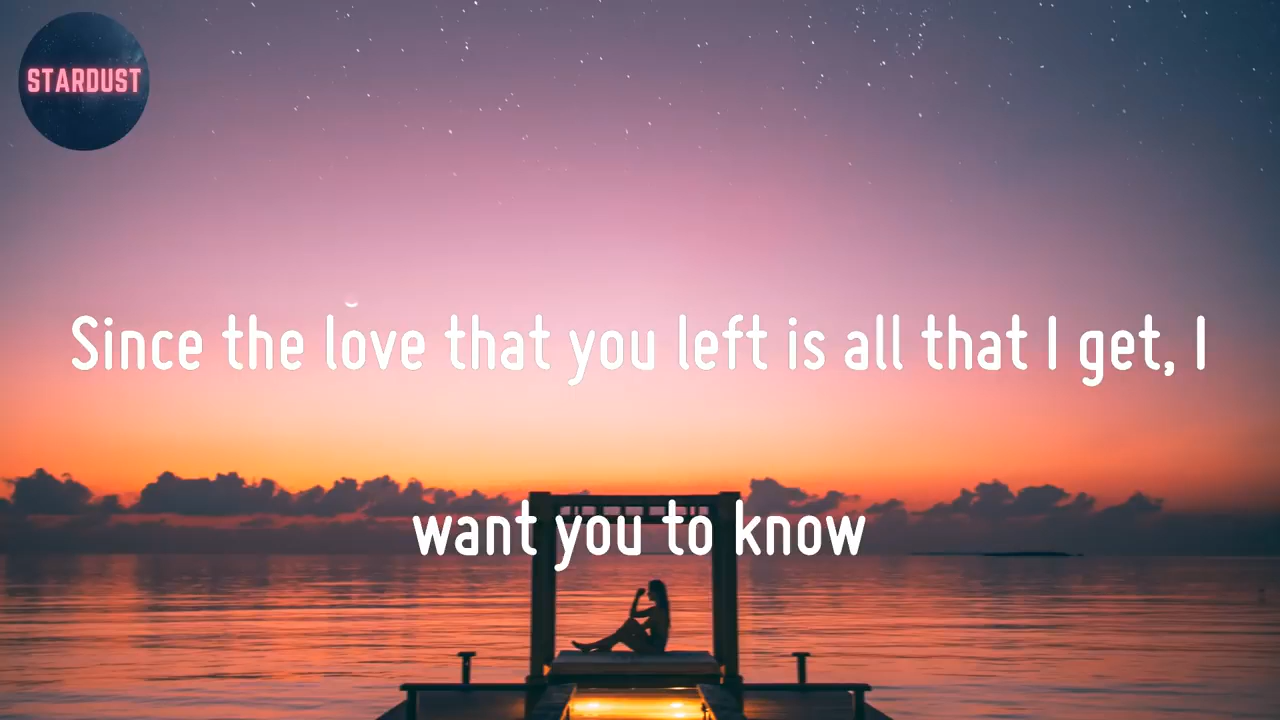 STARDUST
Since the love that you left is all that I get, I
want you to know